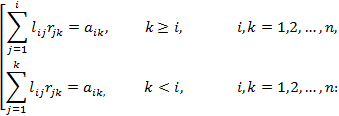 ∑_{j=1}^{i} l_{ij}r_{jk} = a_{ik}, k ≥ i, i,k = 1,2, …, n,
∑_{j=1}^{k} l_{ij}r_{jk} = a_{ik,} k < i, i,k = 1,2, …, n: